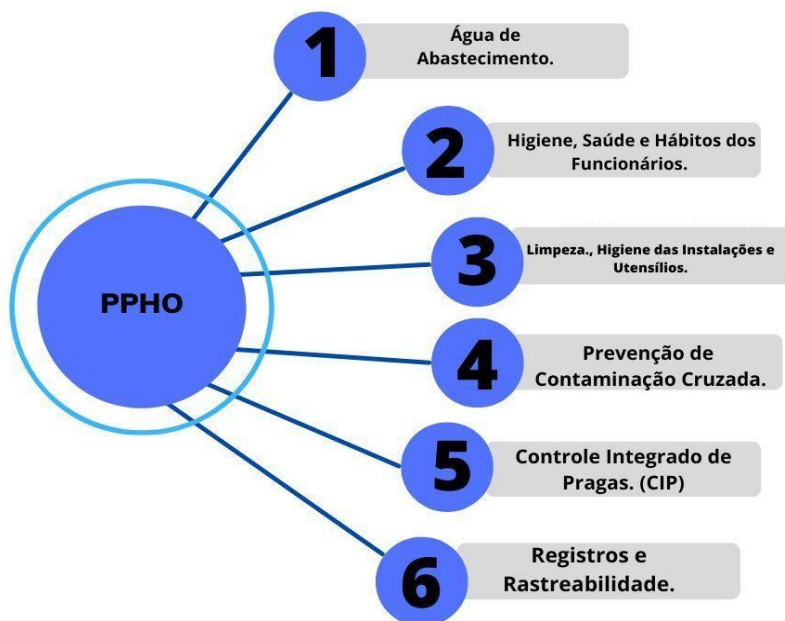 1
Água de
Abastecimento.
2
Higiene, Saúde e Hábitos dos
Funcionários.
3
Limpeza., Higiene das Instalações e
Utensílios.
PPHO
4
Prevenção de
Contaminação Cruzada.
5
Controle Integrado de
Pragas. (CIP)
6
Registros e
Rastreabilidade.